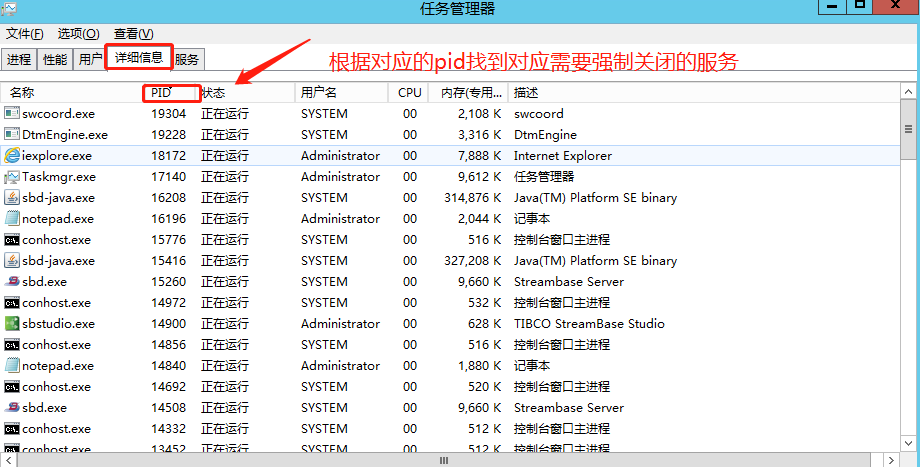 任务管理器
文件(F) 选项(O) 查看(V)
进程 性能 用户 详细信息 服务
根据对应的pid找到对应需要强制关闭的服务
名称 PID 状态 用户名 CPU 内存(专用... 描述
swcoord.exe 19304 正在运行 SYSTEM 00 2,108 K swcoord
DtmEngine.exe 19228 正在运行 SYSTEM 00 3,316 K DtmEngine
iexplore.exe 18172 正在运行 Administrator 00 7,888 K Internet Explorer
Taskmgr.exe 17140 正在运行 Administrator 00 9,612 K 任务管理器
sbd-java.exe 16208 正在运行 SYSTEM 00 314,876 K Java(TM) Platform SE binary
notepad.exe 16196 正在运行 Administrator 00 2,044 K 记事本
conhost.exe 15776 正在运行 SYSTEM 00 516 K 控制台窗口主进程
sbd-java.exe 15416 正在运行 SYSTEM 00 327,208 K Java(TM) Platform SE binary
sbd.exe 15260 正在运行 SYSTEM 00 9,660 K Streambase Server
conhost.exe 14972 正在运行 SYSTEM 00 532 K 控制台窗口主进程
sbstudio.exe 14900 正在运行 Administrator 00 628 K TIBCO StreamBase Studio
conhost.exe 14856 正在运行 SYSTEM 00 516 K 控制台窗口主进程
notepad.exe 14840 正在运行 Administrator 00 1,880 K 记事本
conhost.exe 14692 正在运行 SYSTEM 00 520 K 控制台窗口主进程
sbd.exe 14508 正在运行 SYSTEM 00 9,660 K Streambase Server
conhost.exe 14332 正在运行 SYSTEM 00 512 K 控制台窗口主进程
conhost.exe 13452 正在运行 SYSTEM 00 512 K 控制台窗口主进程